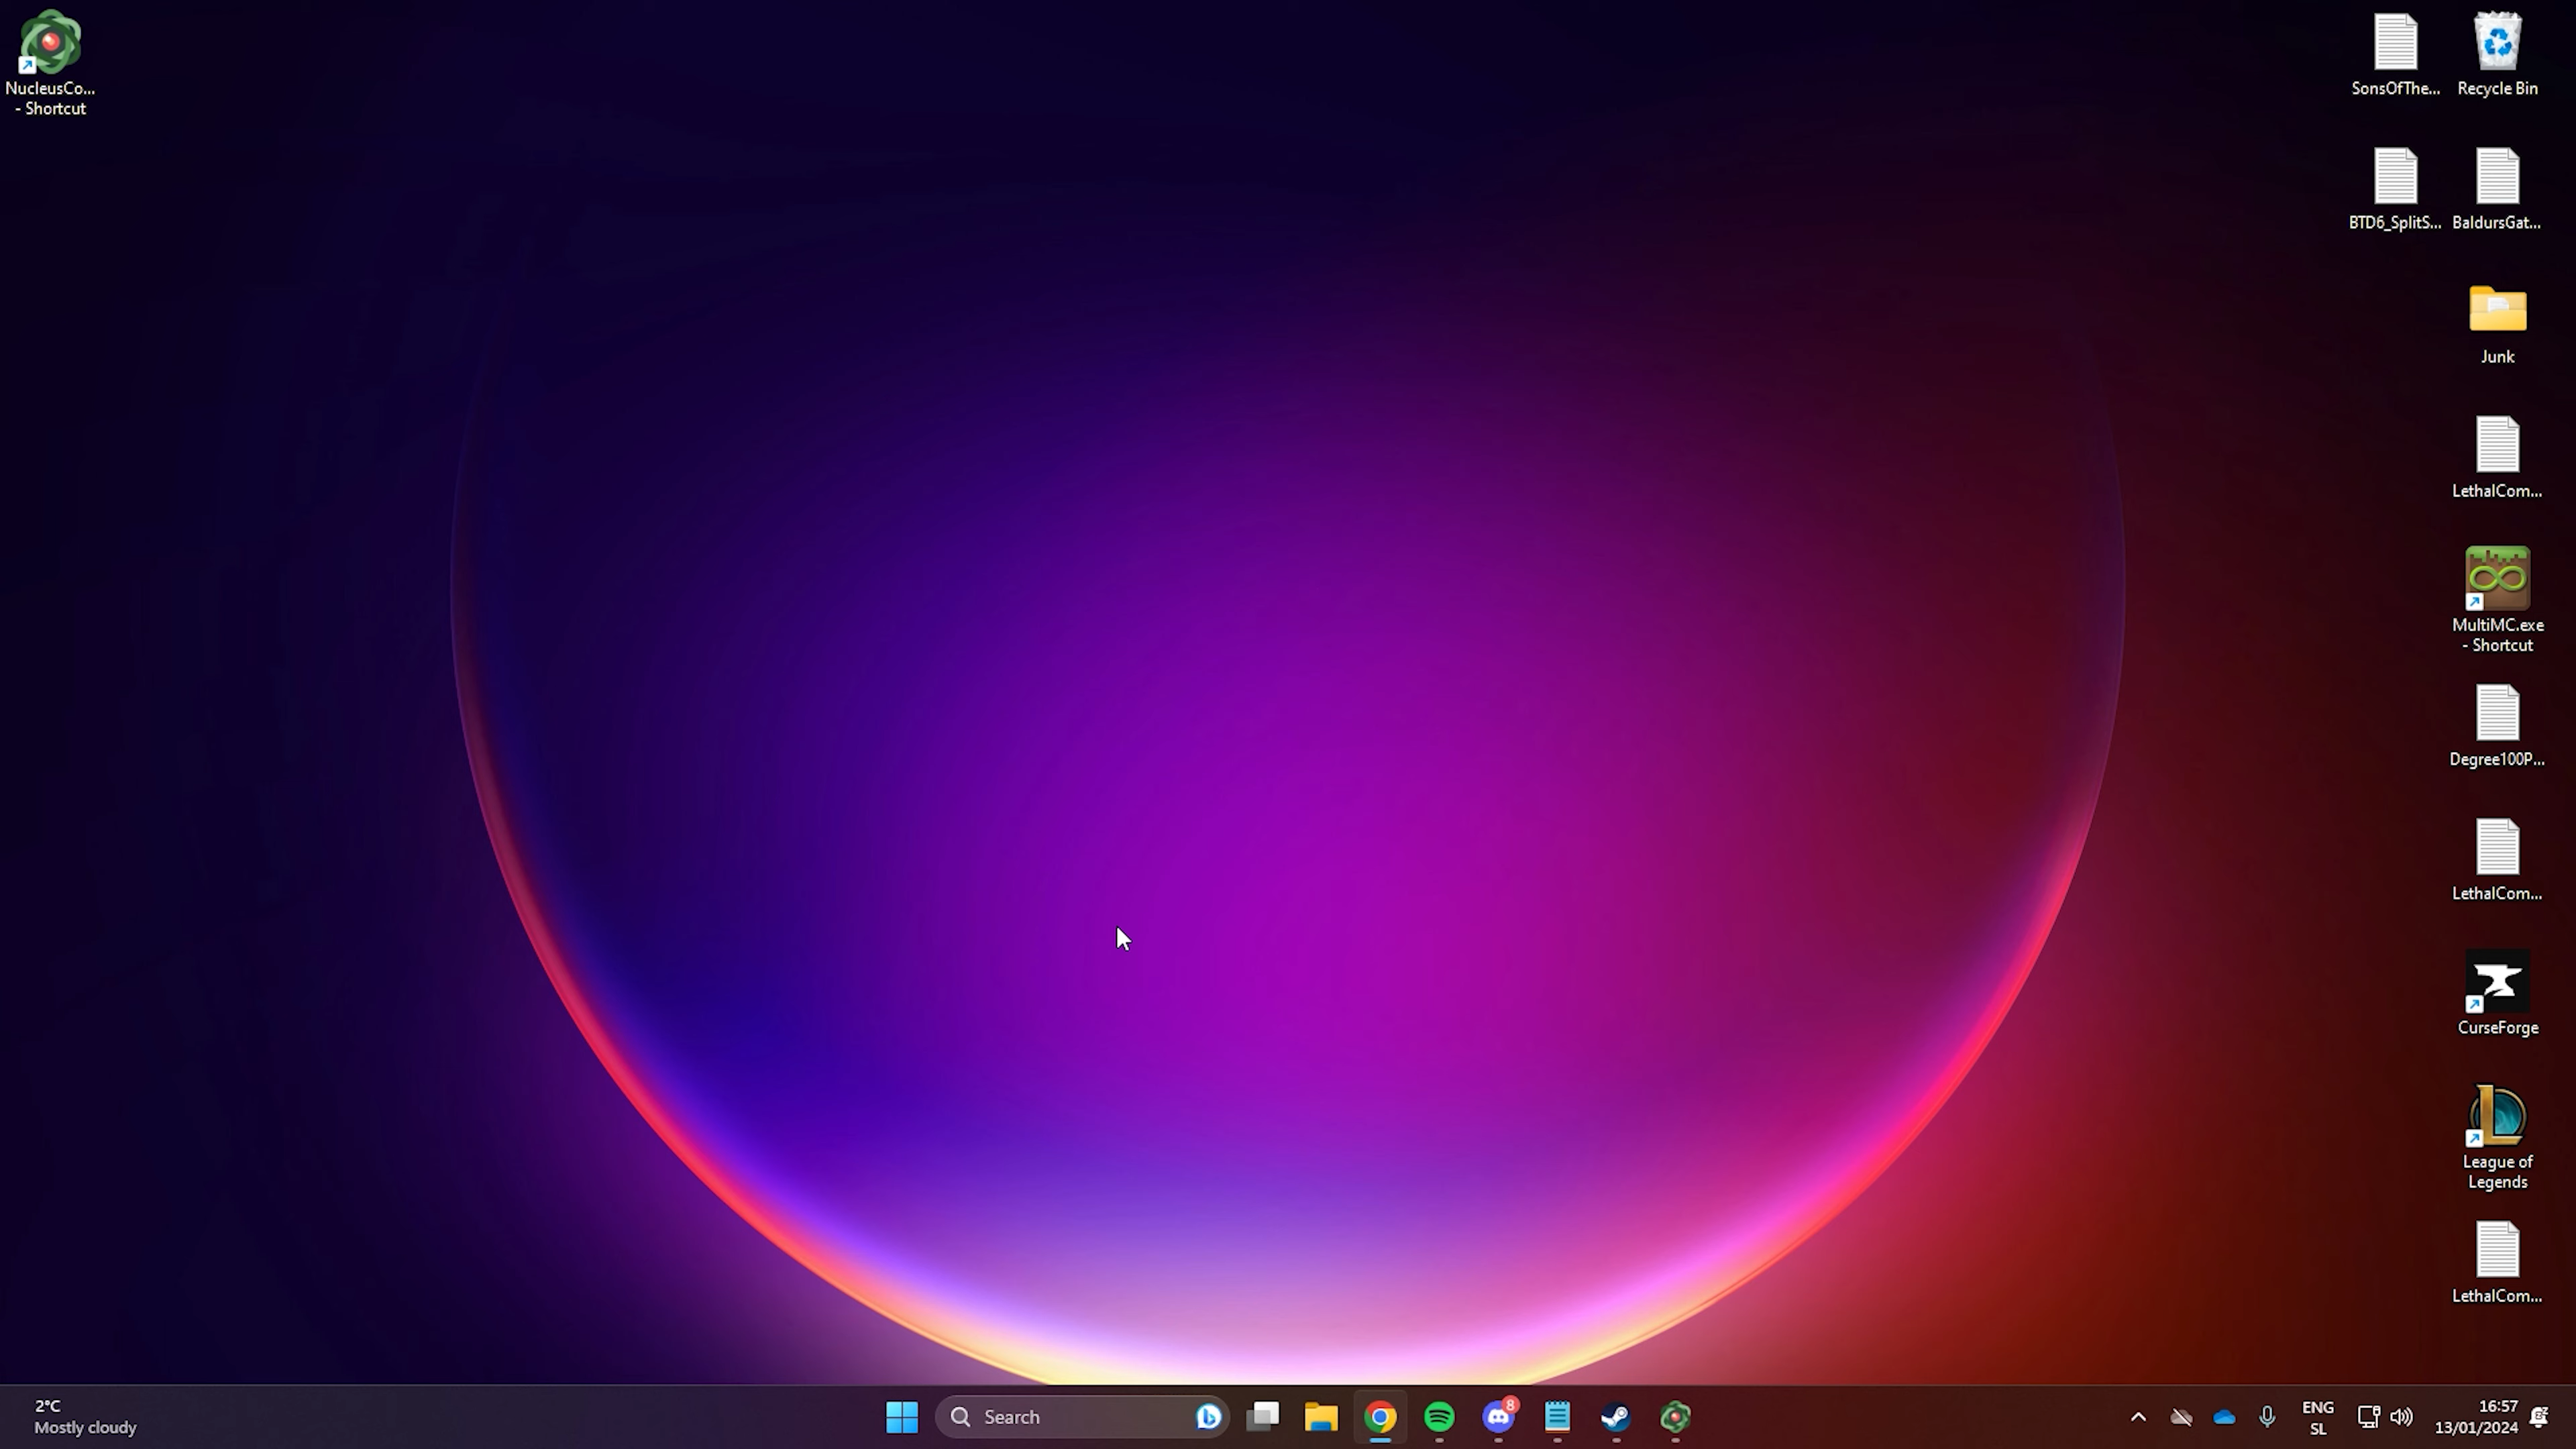 NucleusCo...
- Shortcut
SonsOfThe...
Recycle Bin
BTD6_SplitS...
BaldursGat...
Junk
LethalCom...
MultiMC.exe
- Shortcut
Degree100P...
LethalCom...
CurseForge
League of
Legends
LethalCom...
2°C
Mostly cloudy
Search
8
ENG
SL
16:57
13/01/2024